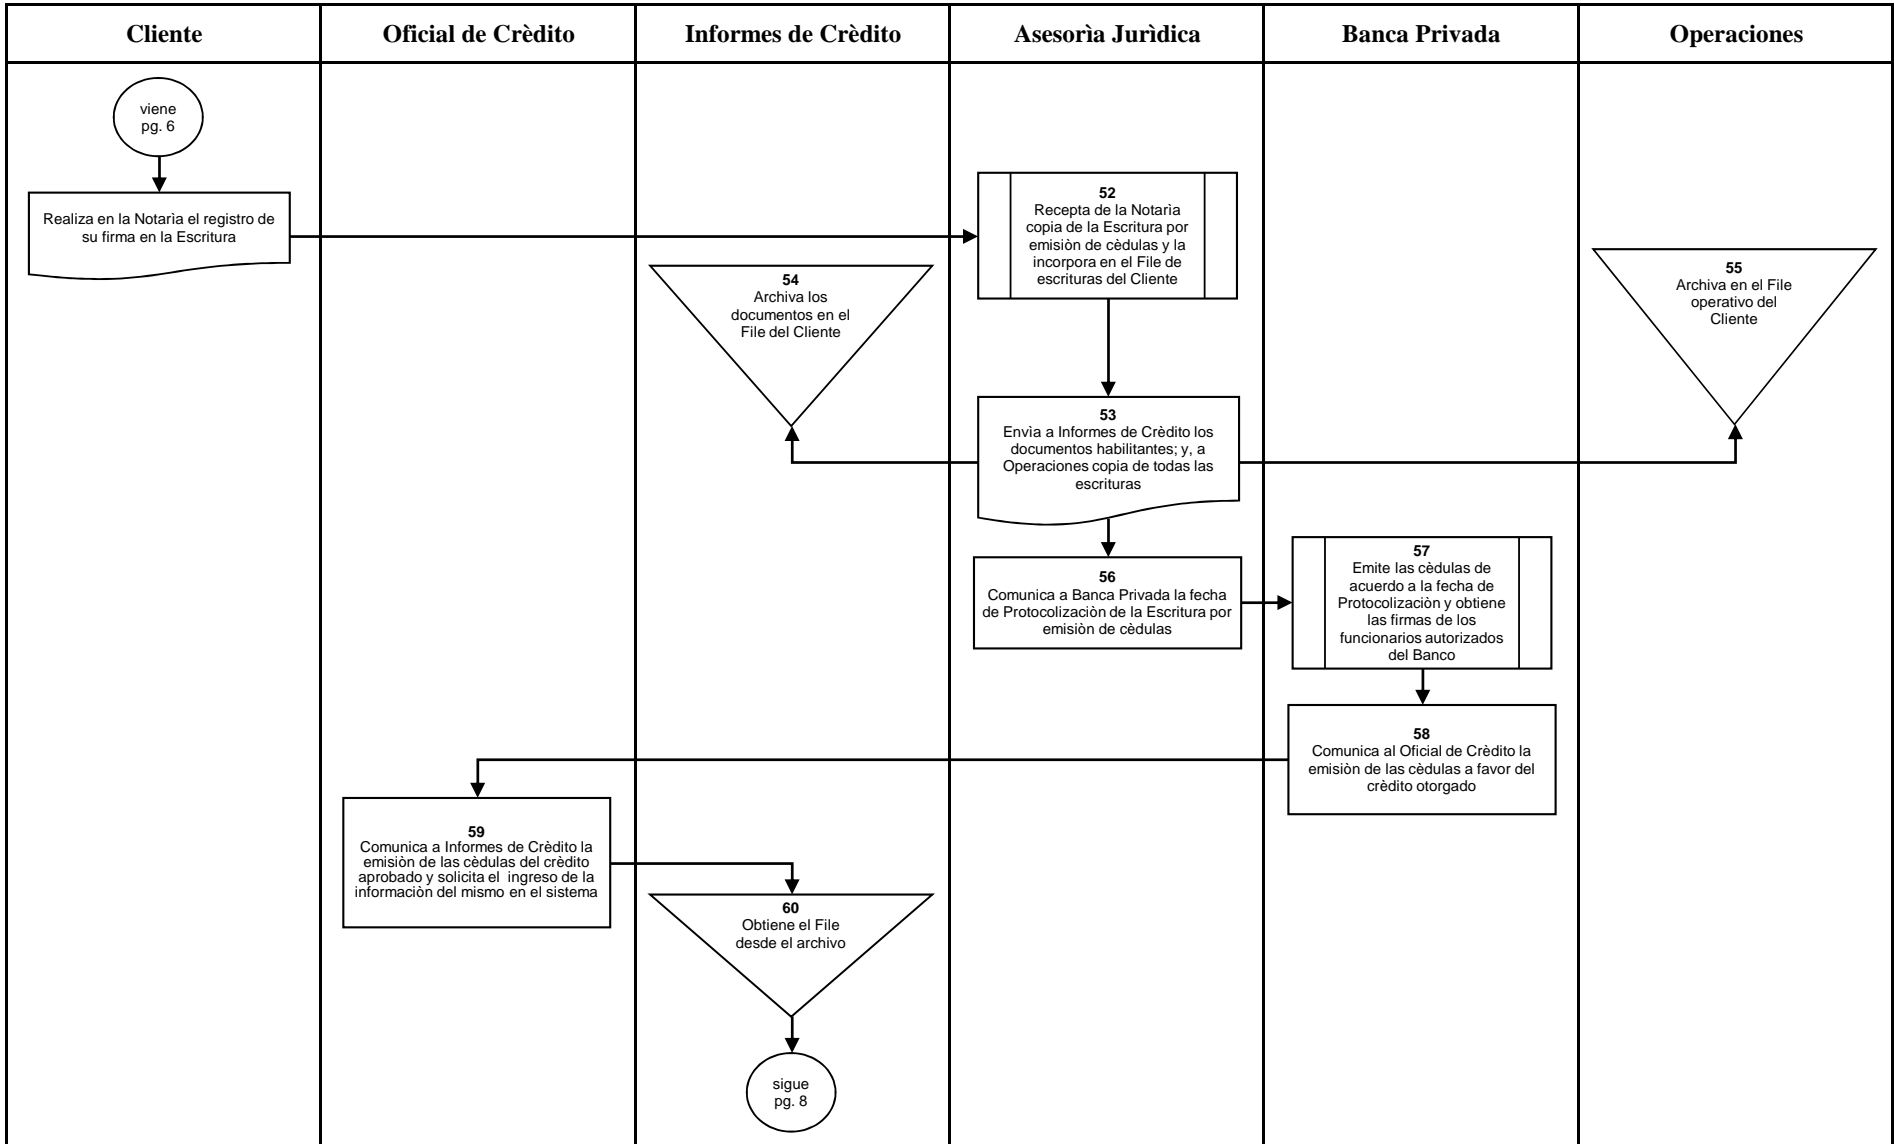 Cliente
Oficial de Crèdito
Informes de Crèdito
Asesorìa Jurìdica
Banca Privada
Operaciones
viene
pg. 6
Realiza en la Notarìa el registro de
su firma en la Escritura
52
Recepta de la Notarìa
copia de la Escritura por
emisiòn de cèdulas y la
incorpora en el File de
escrituras del Cliente
54
Archiva los
documentos en el
File del Cliente
55
Archiva en el File
operativo del
Cliente
53
Envìa a Informes de Crèdito los
documentos habilitantes; y, a
Operaciones copia de todas las
escrituras
56
Comunica a Banca Privada la fecha
de Protocolizaciòn de la Escritura por
emisiòn de cèdulas
57
Emite las cèdulas de
acuerdo a la fecha de
Protocolizaciòn y obtiene
las firmas de los
funcionarios autorizados
del Banco
58
Comunica al Oficial de Crèdito la
emisiòn de las cèdulas a favor del
crèdito otorgado
59
Comunica a Informes de Crèdito la
emisiòn de las cèdulas del crèdito
aprobado y solicita el  ingreso de la
informaciòn del mismo en el sistema
60
Obtiene el File
desde el archivo
sigue
pg. 8